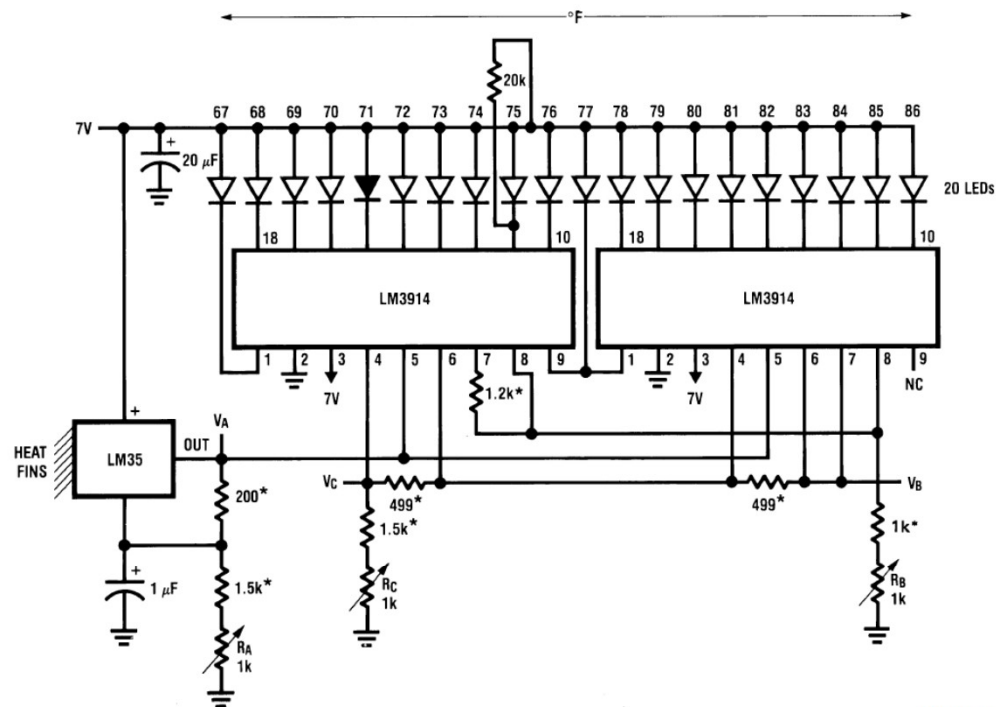 °F
20k
67 68 69 70 71 72 73 74 75 76 77 78 79 80 81 82 83 84 85 86
7V
+
20 μF
20 LEDs
18 10 18 10
LM3914 LM3914
1 2 3 4 5 6 7 8 9 1 2 3 4 5 6 7 8 9
7V 1.2k* 7V NC
+
VA
HEAT FINS
LM35
OUT
VC 499* 499* VB
200*
1.5k*
1k*
+
1 μF
1.5k*
RC
1k
RB
1k
RA
1k